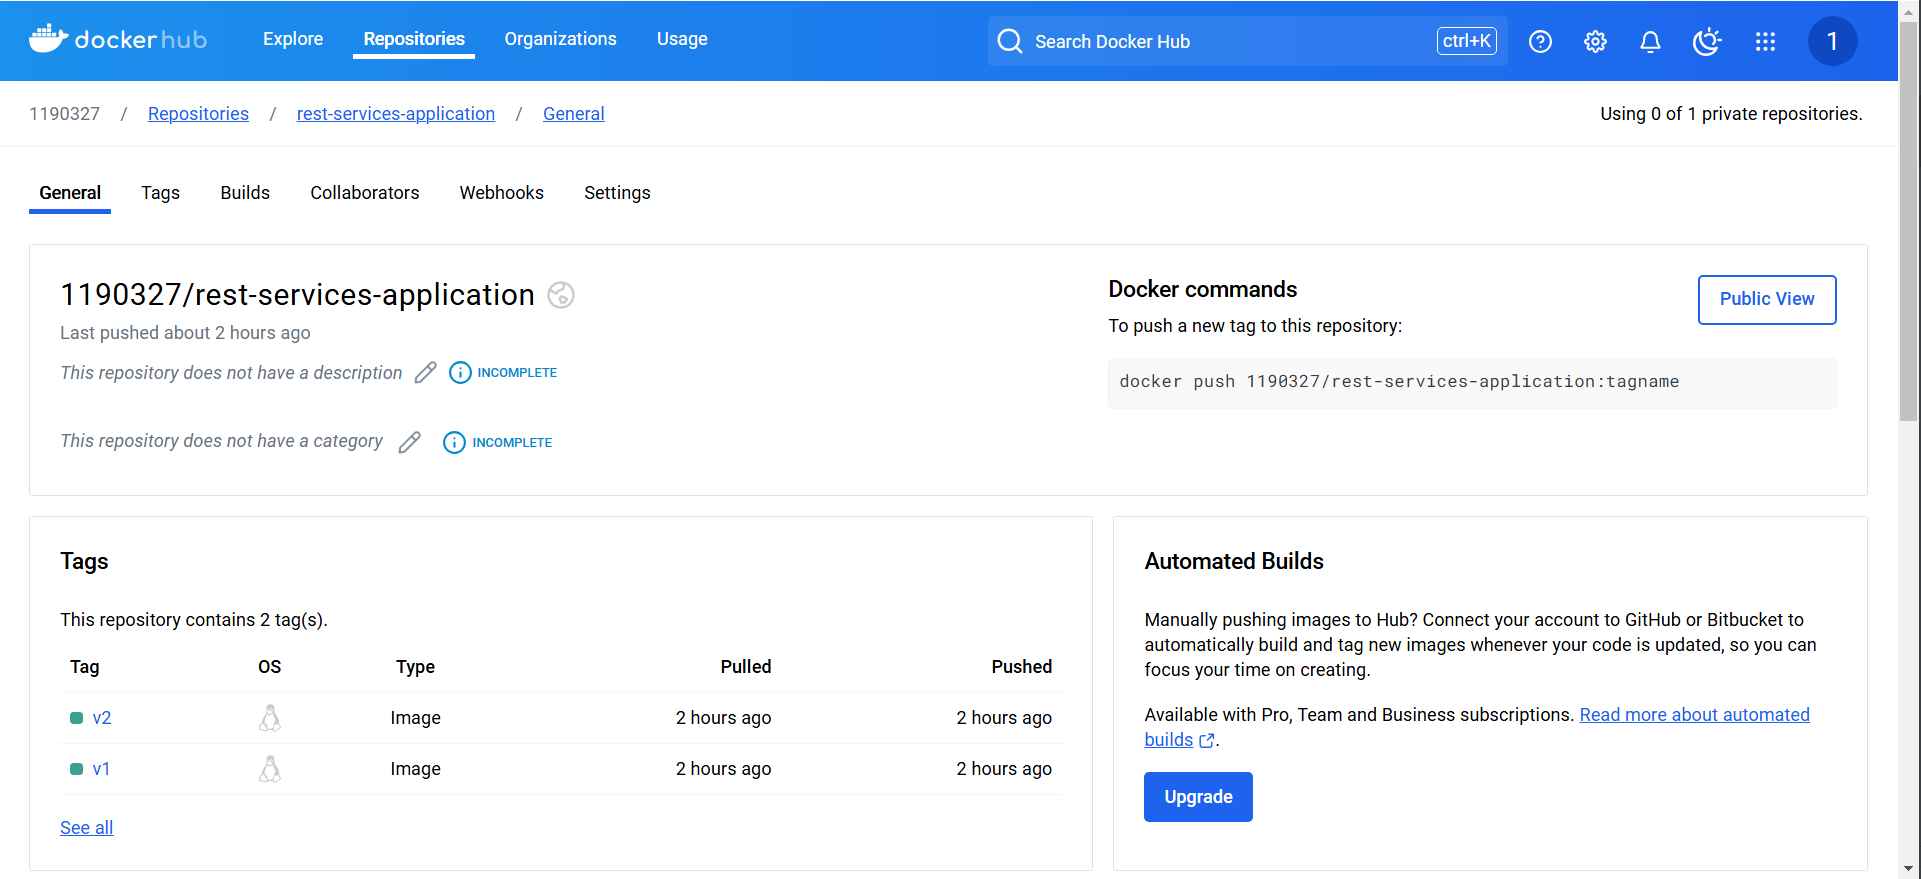 dockerhub Explore Repositories Organizations Usage Search Docker Hub ctrl+K 1
1190327 / Repositories / rest-services-application / General Using 0 of 1 private repositories.
General Tags Builds Collaborators Webhooks Settings
1190327/rest-services-application
Last pushed about 2 hours ago
This repository does not have a description INCOMPLETE
This repository does not have a category INCOMPLETE
Docker commands
Public View
To push a new tag to this repository:
docker push 1190327/rest-services-application:tagname
Tags
This repository contains 2 tag(s).
Tag OS Type Pulled Pushed
v2 Image 2 hours ago 2 hours ago
v1 Image 2 hours ago 2 hours ago
See all
Automated Builds
Manually pushing images to Hub? Connect your account to GitHub or Bitbucket to
automatically build and tag new images whenever your code is updated, so you can
focus your time on creating.
Available with Pro, Team and Business subscriptions. Read more about automated
builds .
Upgrade